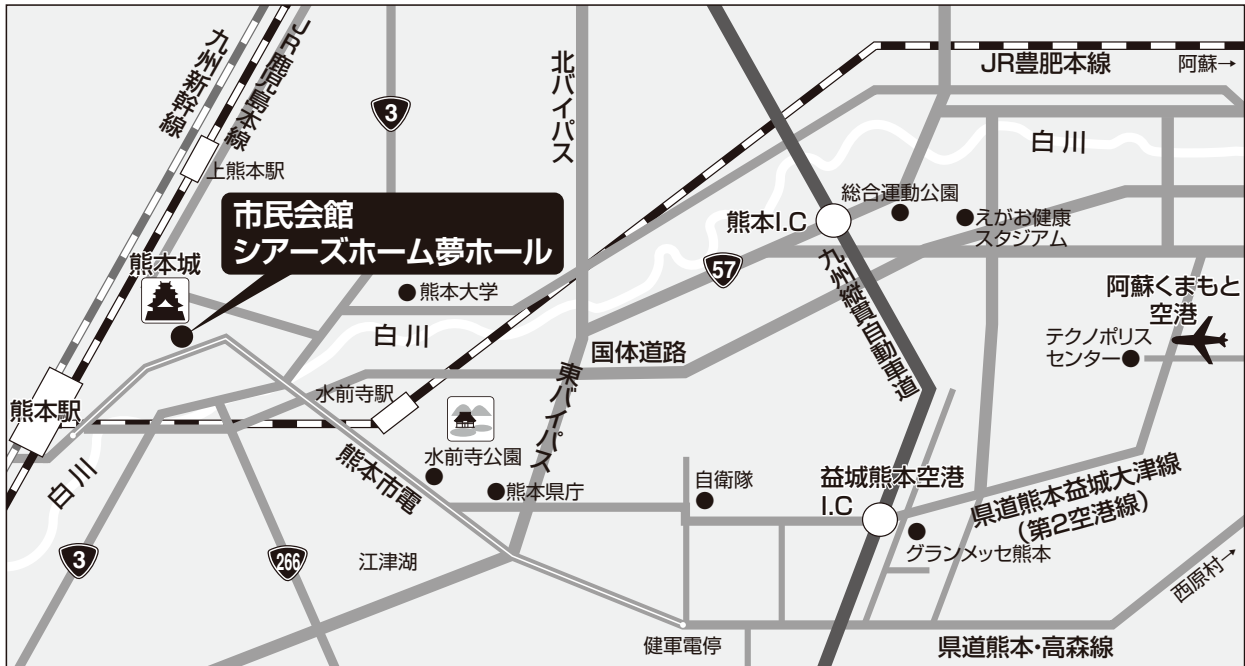 九州新幹線
JR鹿児島本線
3
北バイパス
JR豊肥本線
阿蘇→
白川
上熊本駅
市民会館
シアーズホーム夢ホール
総合運動公園
えがお健康
スタジアム
熊本I.C
57
熊本城
熊本大学
九州縦貫自動車道
阿蘇くまもと
空港
白川
国体道路
テクノポリス
センター
熊本駅
水前寺駅
東バイパス
水前寺公園
熊本県庁
熊本市電
白川
自衛隊
益城熊本空港
I.C
県道熊本益城大津線
(第2空港線)
グランメッセ熊本
3
266
江津湖
西原村→
健軍電停
県道熊本・高森線